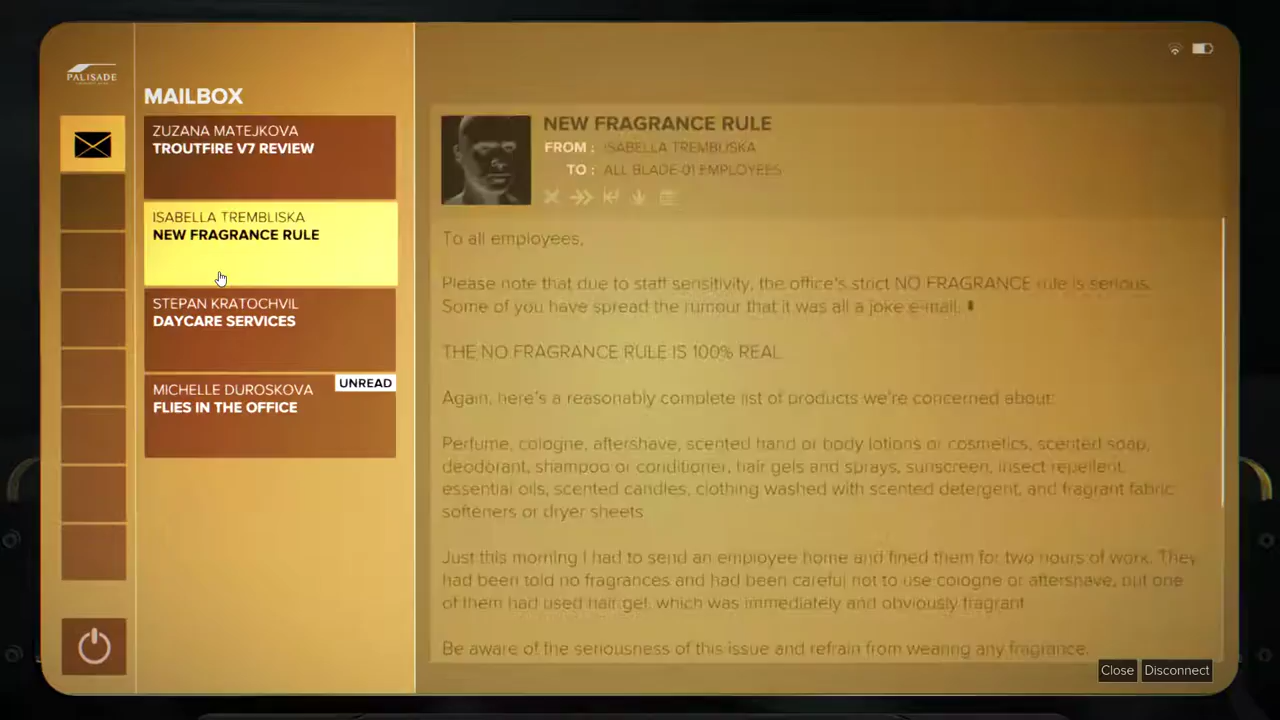 PALISADE
MAILBOX
ZUZANA MATEJKOVA
TROUTFIRE V7 REVIEW
ISABELLA TREMBLISKA
NEW FRAGRANCE RULE
STEPAN KRATOCHVIL
DAYCARE SERVICES
MICHELLE DUROSKOVA
UNREAD
FLIES IN THE OFFICE
NEW FRAGRANCE RULE
FROM : ISABELLA TREMBLISKA
TO : ALL BLADE-01 EMPLOYEES
To all employees,
Please note that due to staff sensitivity, the office's strict NO FRAGRANCE rule is serious.
Some of you have spread the rumour that it was all a joke e-mail.
THE NO FRAGRANCE RULE IS 100% REAL.
Again, here's a reasonably complete list of products we're concerned about:
Perfume, cologne, aftershave, scented hand or body lotions or cosmetics, scented soap,
deodorant, shampoo or conditioner, hair gels and sprays, sunscreen, insect repellent,
essential oils, scented candles, clothing washed with scented detergent, and fragrant fabric
softeners or dryer sheets
Just this morning I had to send an employee home and fined them for two hours of work. They
had been told no fragrances and had been careful not to use cologne or aftershave, but one
of them had used hair gel, which was immediately and obviously fragrant
Be aware of the seriousness of this issue and refrain from wearing any fragrance.
Close Disconnect